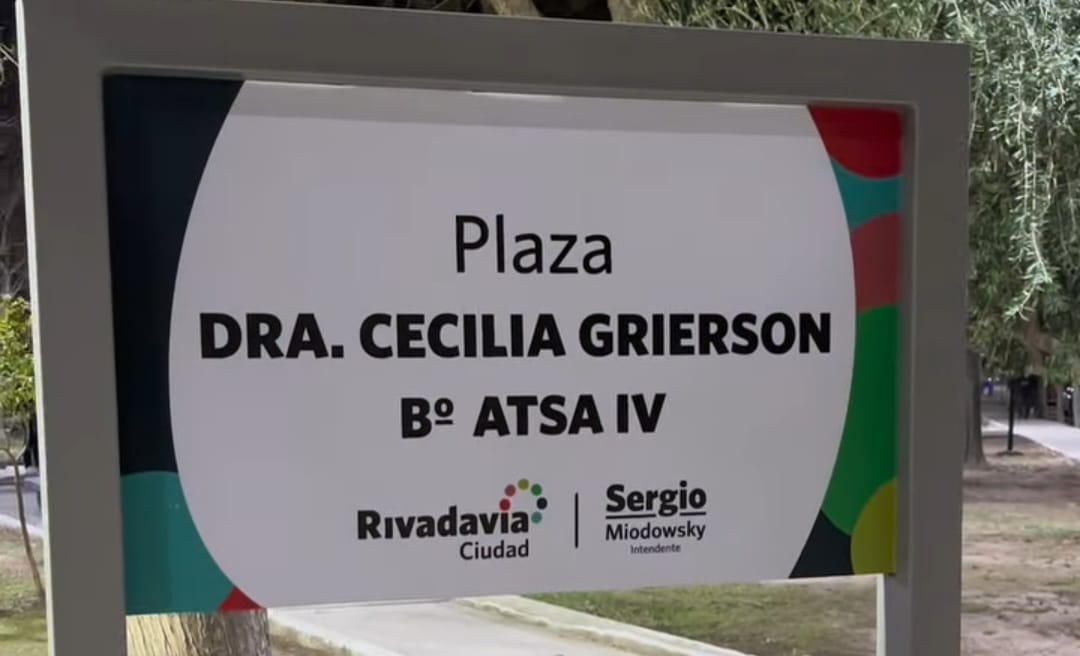 Plaza
DRA. CECILIA GRIERSON
Bº ATSA IV
Rivadavia
Ciudad
Sergio
Miodowsky
Intendente